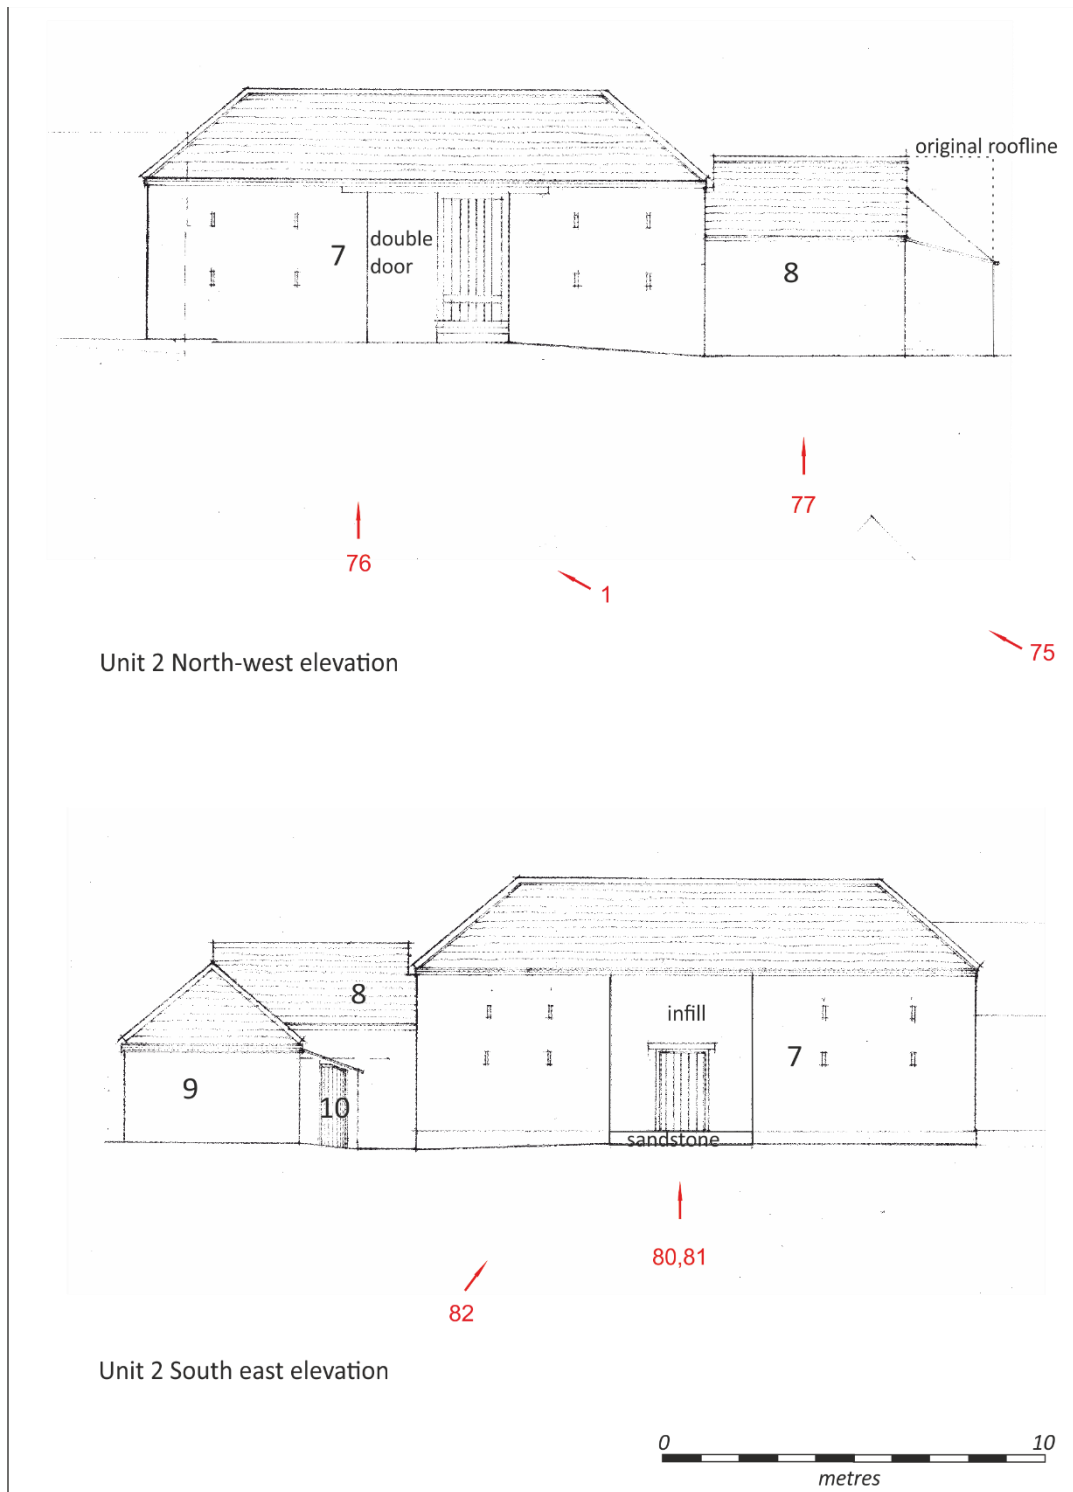 original roofline
7
double
door
8
77
76
1
75
Unit 2 North-west elevation
8
infill
7
9
10
sandstone
80,81
82
Unit 2 South east elevation
0 10
metres